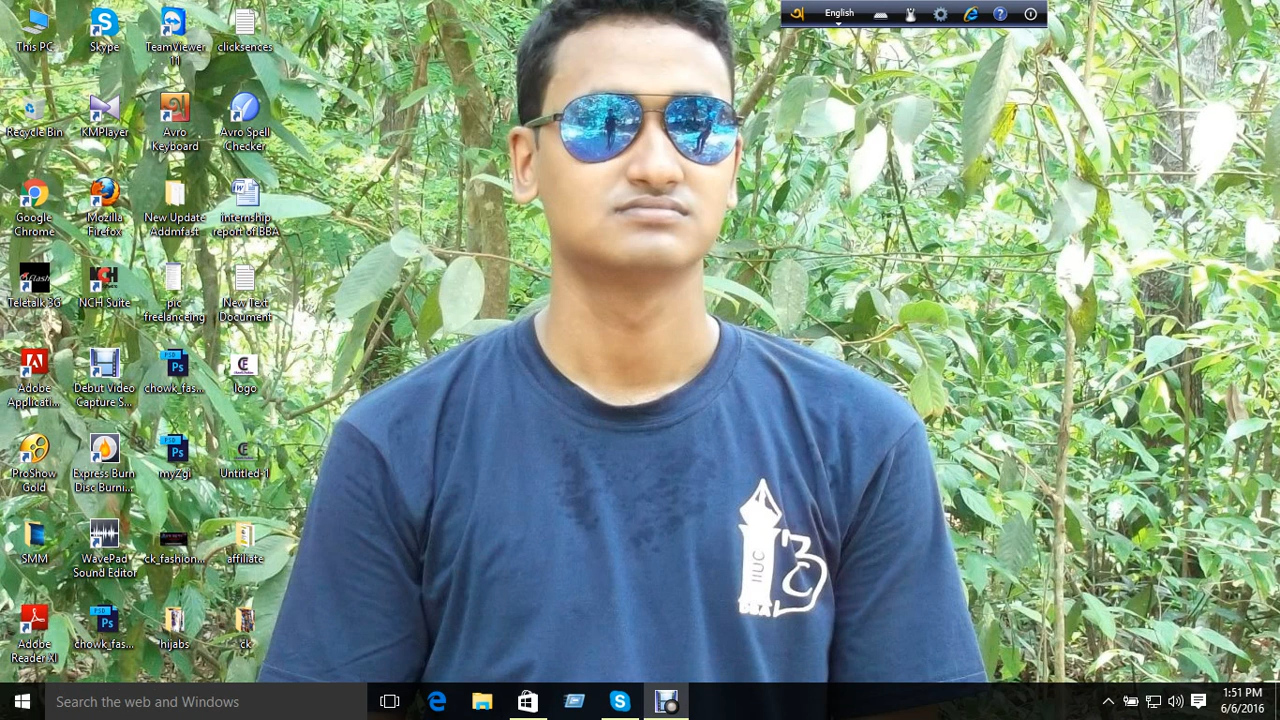 অ English
This PC
Skype
TeamViewer
11
clicksences
Recycle Bin
KMPlayer
Avro
Keyboard
Avro Spell
Checker
Google
Chrome
Mozilla
Firefox
New Update
Addmfast
internship
report of BBA
Teletalk 3G
NCH Suite
pic
freelanceing
New Text
Document
Adobe
Applicati...
Debut Video
Capture S...
chowk_fas...
logo
ProShow
Gold
Express Burn
Disc Burni...
myZgi
Untitled-1
SMM
WavePad
Sound Editor
ck_fashion...
affiliate
Adobe
Reader XI
chowk_fas...
hijabs
ck
IIUC
BBA
Search the web and Windows
1:51 PM
6/6/2016